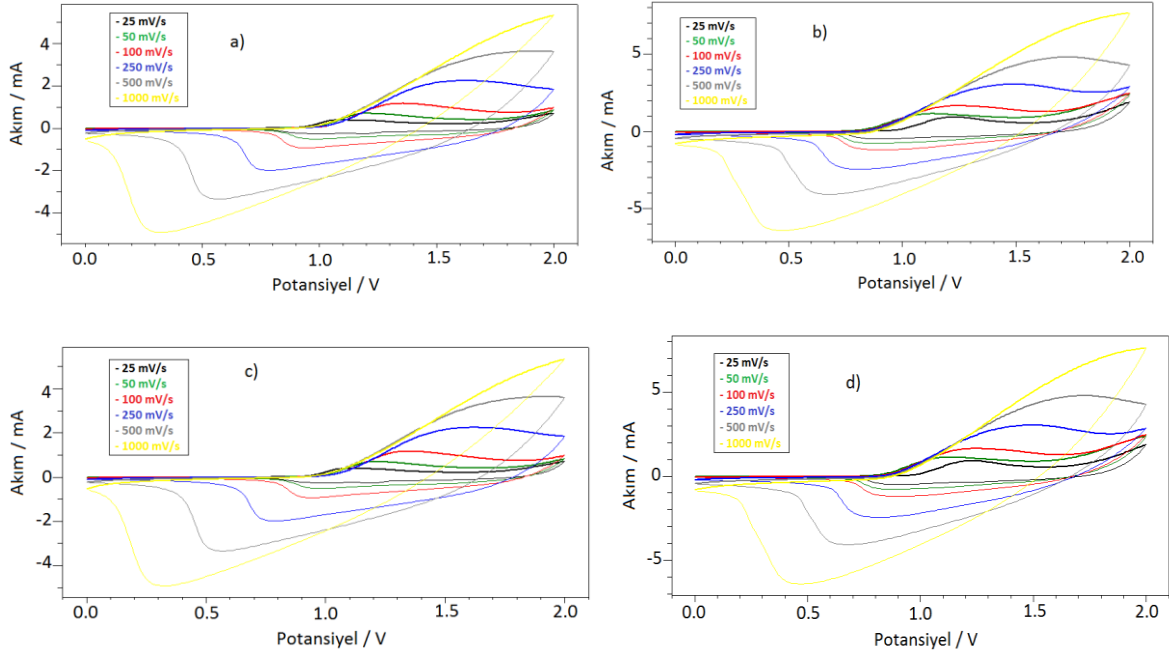 a)
- 25 mV/s
- 50 mV/s
- 100 mV/s
- 250 mV/s
- 500 mV/s
- 1000 mV/s
Akım / mA
4
2
0
-2
-4
0.0 0.5 1.0 1.5 2.0
Potansiyel / V
b)
- 25 mV/s
- 50 mV/s
- 100 mV/s
- 250 mV/s
- 500 mV/s
- 1000 mV/s
Akım / mA
5
0
-5
0.0 0.5 1.0 1.5 2.0
Potansiyel / V
c)
- 25 mV/s
- 50 mV/s
- 100 mV/s
- 250 mV/s
- 500 mV/s
- 1000 mV/s
Akım / mA
4
2
0
-2
-4
0.0 0.5 1.0 1.5 2.0
Potansiyel / V
d)
- 25 mV/s
- 50 mV/s
- 100 mV/s
- 250 mV/s
- 500 mV/s
- 1000 mV/s
Akım / mA
5
0
-5
0.0 0.5 1.0 1.5 2.0
Potansiyel / V